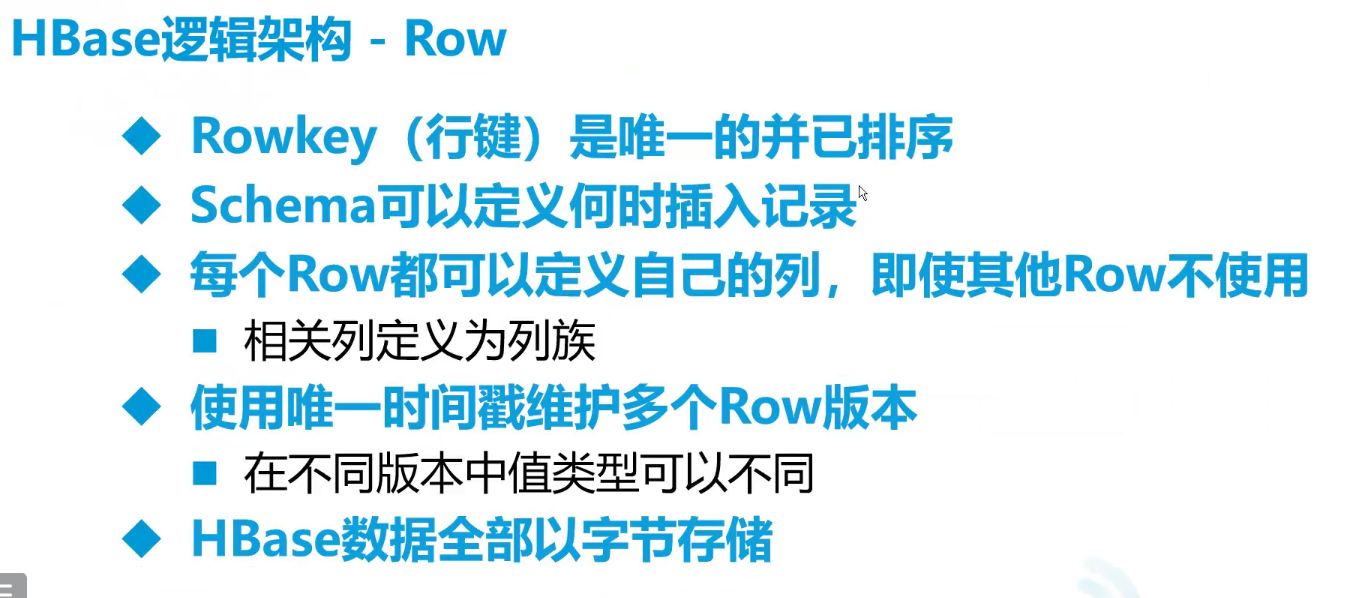 HBase逻辑架构 - Row
Rowkey（行键）是唯一的并已排序
Schema可以定义何时插入记录
每个Row都可以定义自己的列，即使其他Row不使用
相关列定义为列族
使用唯一时间戳维护多个Row版本
在不同版本中值类型可以不同
HBase数据全部以字节存储